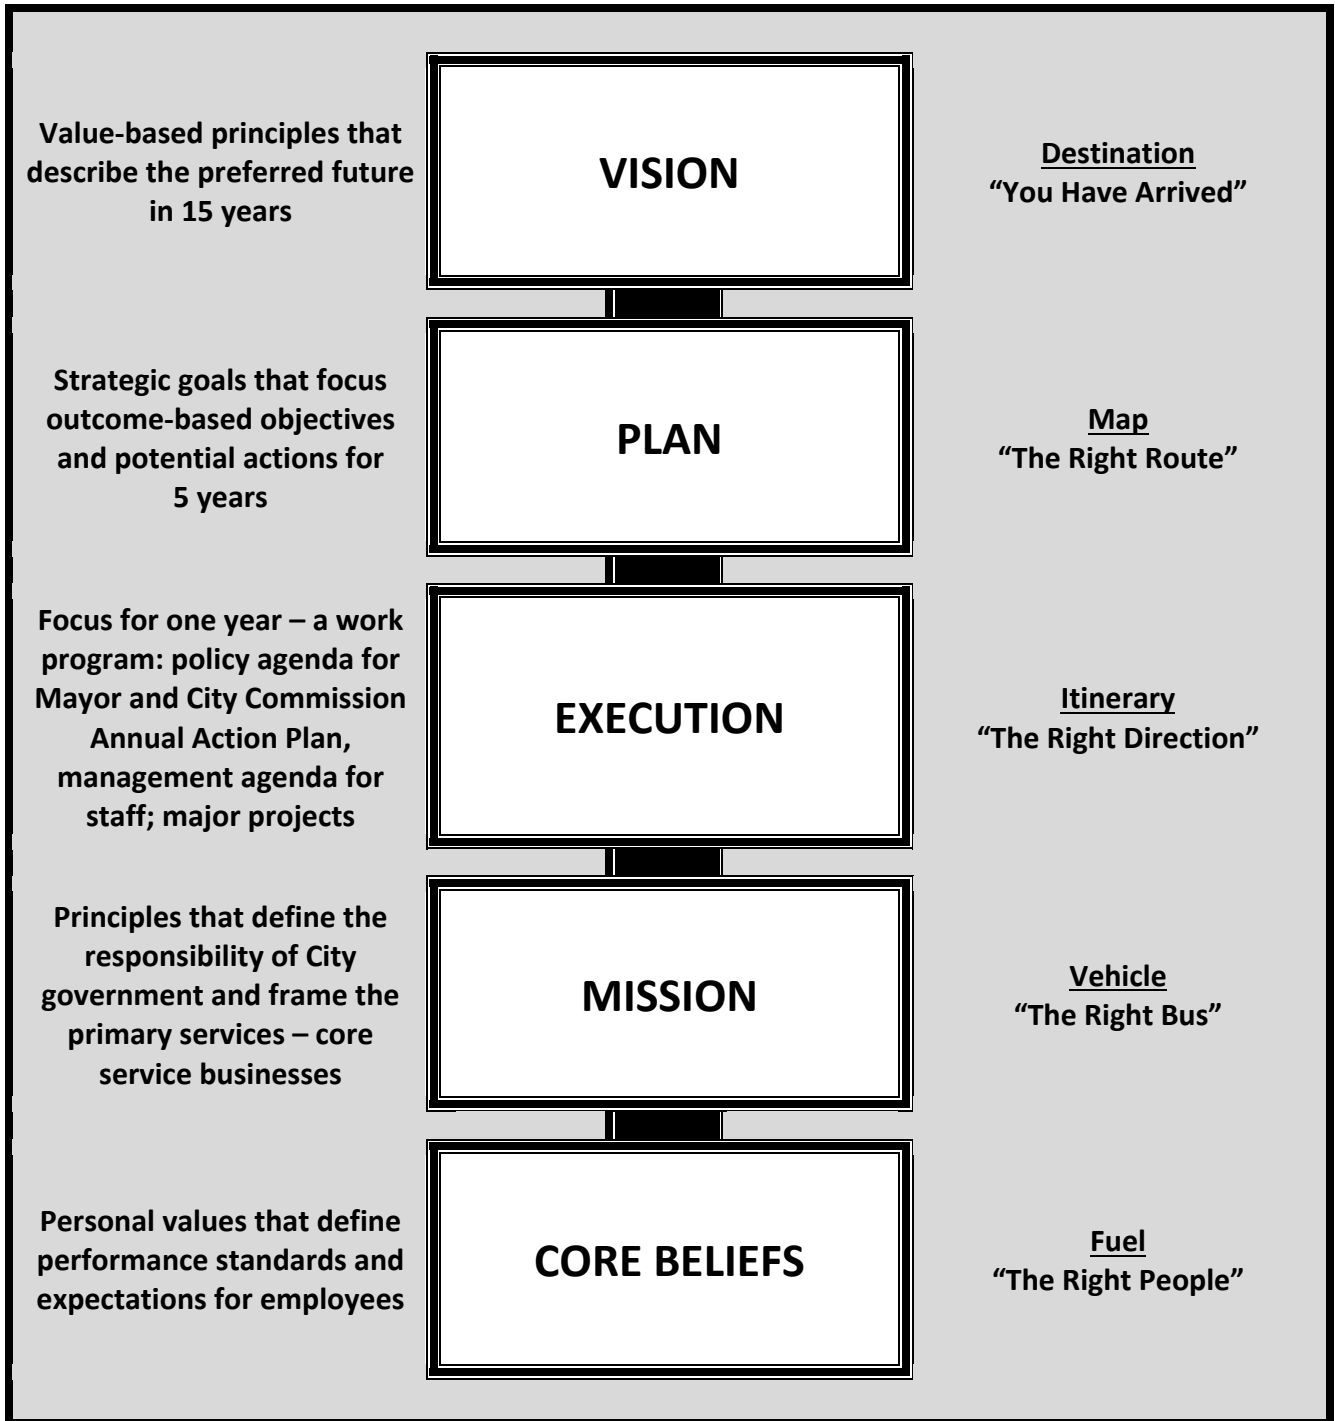 Value-based principles that
describe the preferred future
in 15 years
VISION
Destination
“You Have Arrived”
Strategic goals that focus
outcome-based objectives
and potential actions for
5 years
PLAN
Map
“The Right Route”
Focus for one year – a work
program: policy agenda for
Mayor and City Commission
Annual Action Plan,
management agenda for
staff; major projects
EXECUTION
Itinerary
“The Right Direction”
Principles that define the
responsibility of City
government and frame the
primary services – core
service businesses
MISSION
Vehicle
“The Right Bus”
Personal values that define
performance standards and
expectations for employees
CORE BELIEFS
Fuel
“The Right People”